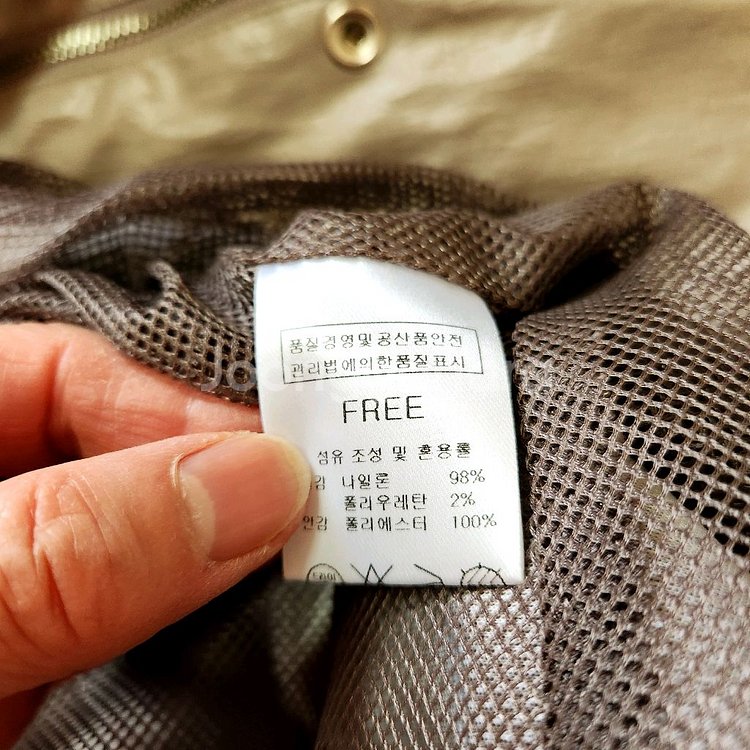 품질경영및공산품안전
관리법에의한품질표시
FREE
섬유 조성 및 혼용률
감 나일론 98%
폴리우레탄 2%
안감 폴리에스터 100%